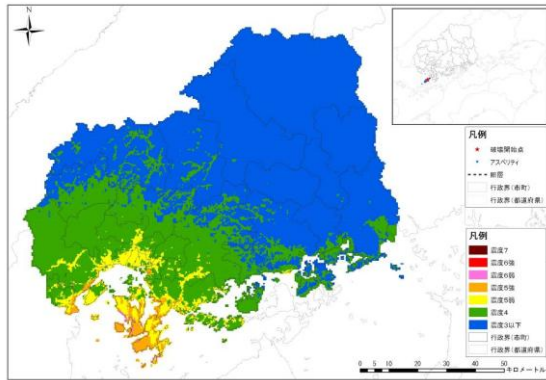 N
凡例
破壊開始点
アスペリティ
断層
行政界(市町)
行政界(都道府県)
凡例
震度7
震度6強
震度6弱
震度5強
震度5弱
震度4
震度3以下
行政界(市町)
行政界(都道府県)
0 5 10 20 30 40 50
キロメートル